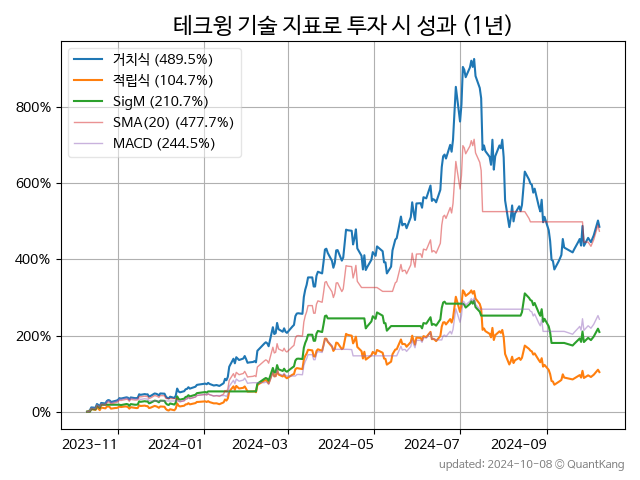 테크윙 기술 지표로 투자 시 성과 (1년)
거치식 (489.5%)
적립식 (104.7%)
SigM (210.7%)
SMA(20) (477.7%)
MACD (244.5%)
800%
600%
400%
200%
0%
2023-11 2024-01 2024-03 2024-05 2024-07 2024-09
updated: 2024-10-08 © QuantKang